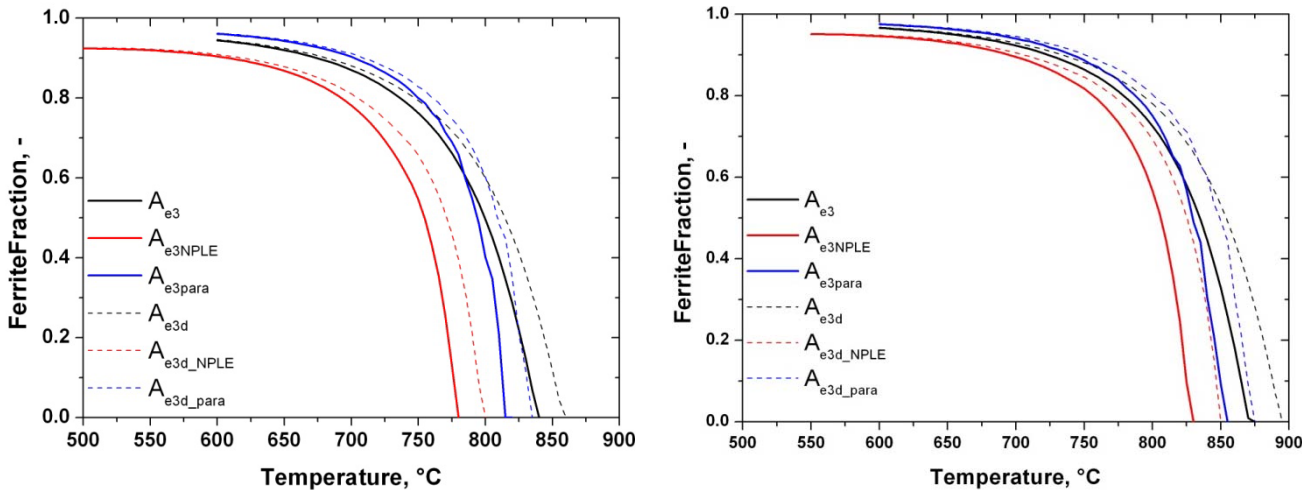 FerriteFraction, -
1.0
0.8
0.6
0.4
0.2
0.0
Ae3
Ae3NPLE
Ae3para
Ae3d
Ae3d_NPLE
Ae3d_para
500 550 600 650 700 750 800 850 900
Temperature, °C
FerriteFraction, -
1.0
0.8
0.6
0.4
0.2
0.0
Ae3
Ae3NPLE
Ae3para
Ae3d
Ae3d_NPLE
Ae3d_para
500 550 600 650 700 750 800 850 900
Temperature, °C